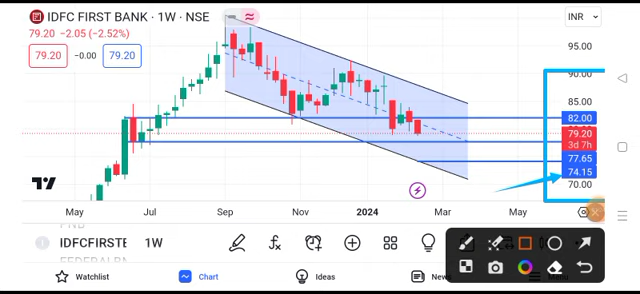 IDFC FIRST BANK · 1W · NSE
INR
79.20 −2.05 (−2.52%)
79.20 −0.00 79.20
95.00
90.00
85.00
82.00
79.20
3d 7h
77.65
74.15
70.00
May Jul Sep Nov 2024 Mar May
IDFCFIRSTE 1W
Watchlist Chart Ideas News Menu